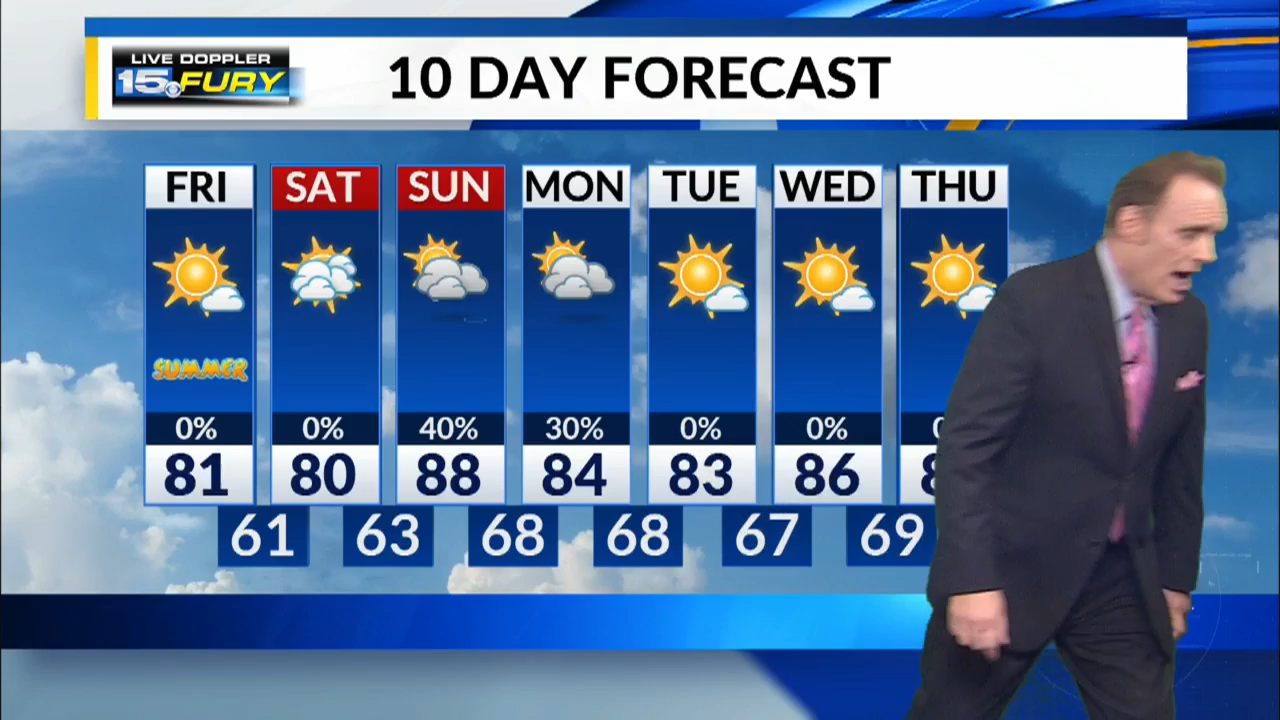 LIVE DOPPLER
15 FURY
10 DAY FORECAST
FRI SAT SUN MON TUE WED THU
SUMMER
0% 0% 40% 30% 0% 0%
81 80 88 84 83 86
61 63 68 68 67 69